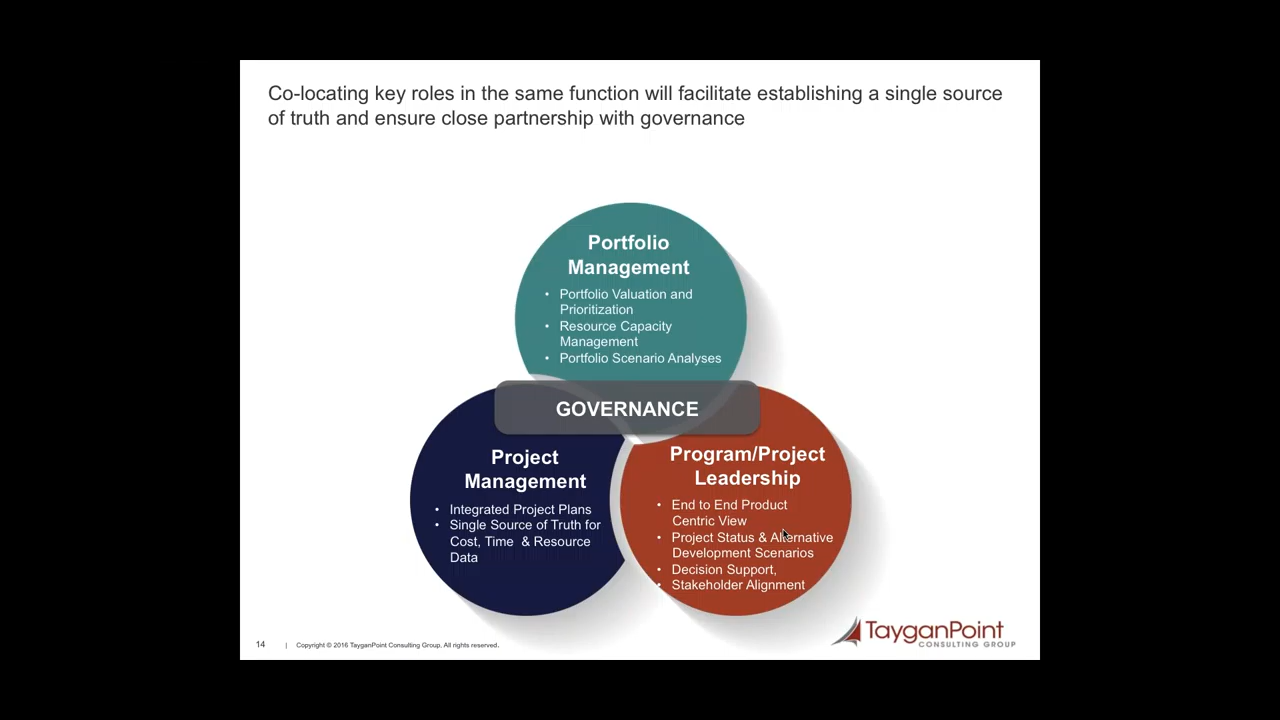 Co-locating key roles in the same function will facilitate establishing a single source
of truth and ensure close partnership with governance
Portfolio
Management
• Portfolio Valuation and
Prioritization
• Resource Capacity
Management
• Portfolio Scenario Analyses
GOVERNANCE
Project
Management
• Integrated Project Plans
• Single Source of Truth for
Cost, Time & Resource
Data
Program/Project
Leadership
• End to End Product
Centric View
• Project Status & Alternative
Development Scenarios
• Decision Support,
• Stakeholder Alignment
14 | Copyright © 2016 TayganPoint Consulting Group. All rights reserved.
TayganPoint
CONSULTING GROUP